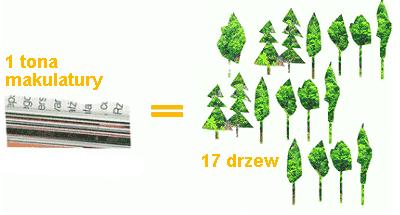 1 tona
makulatury
=
17 drzew